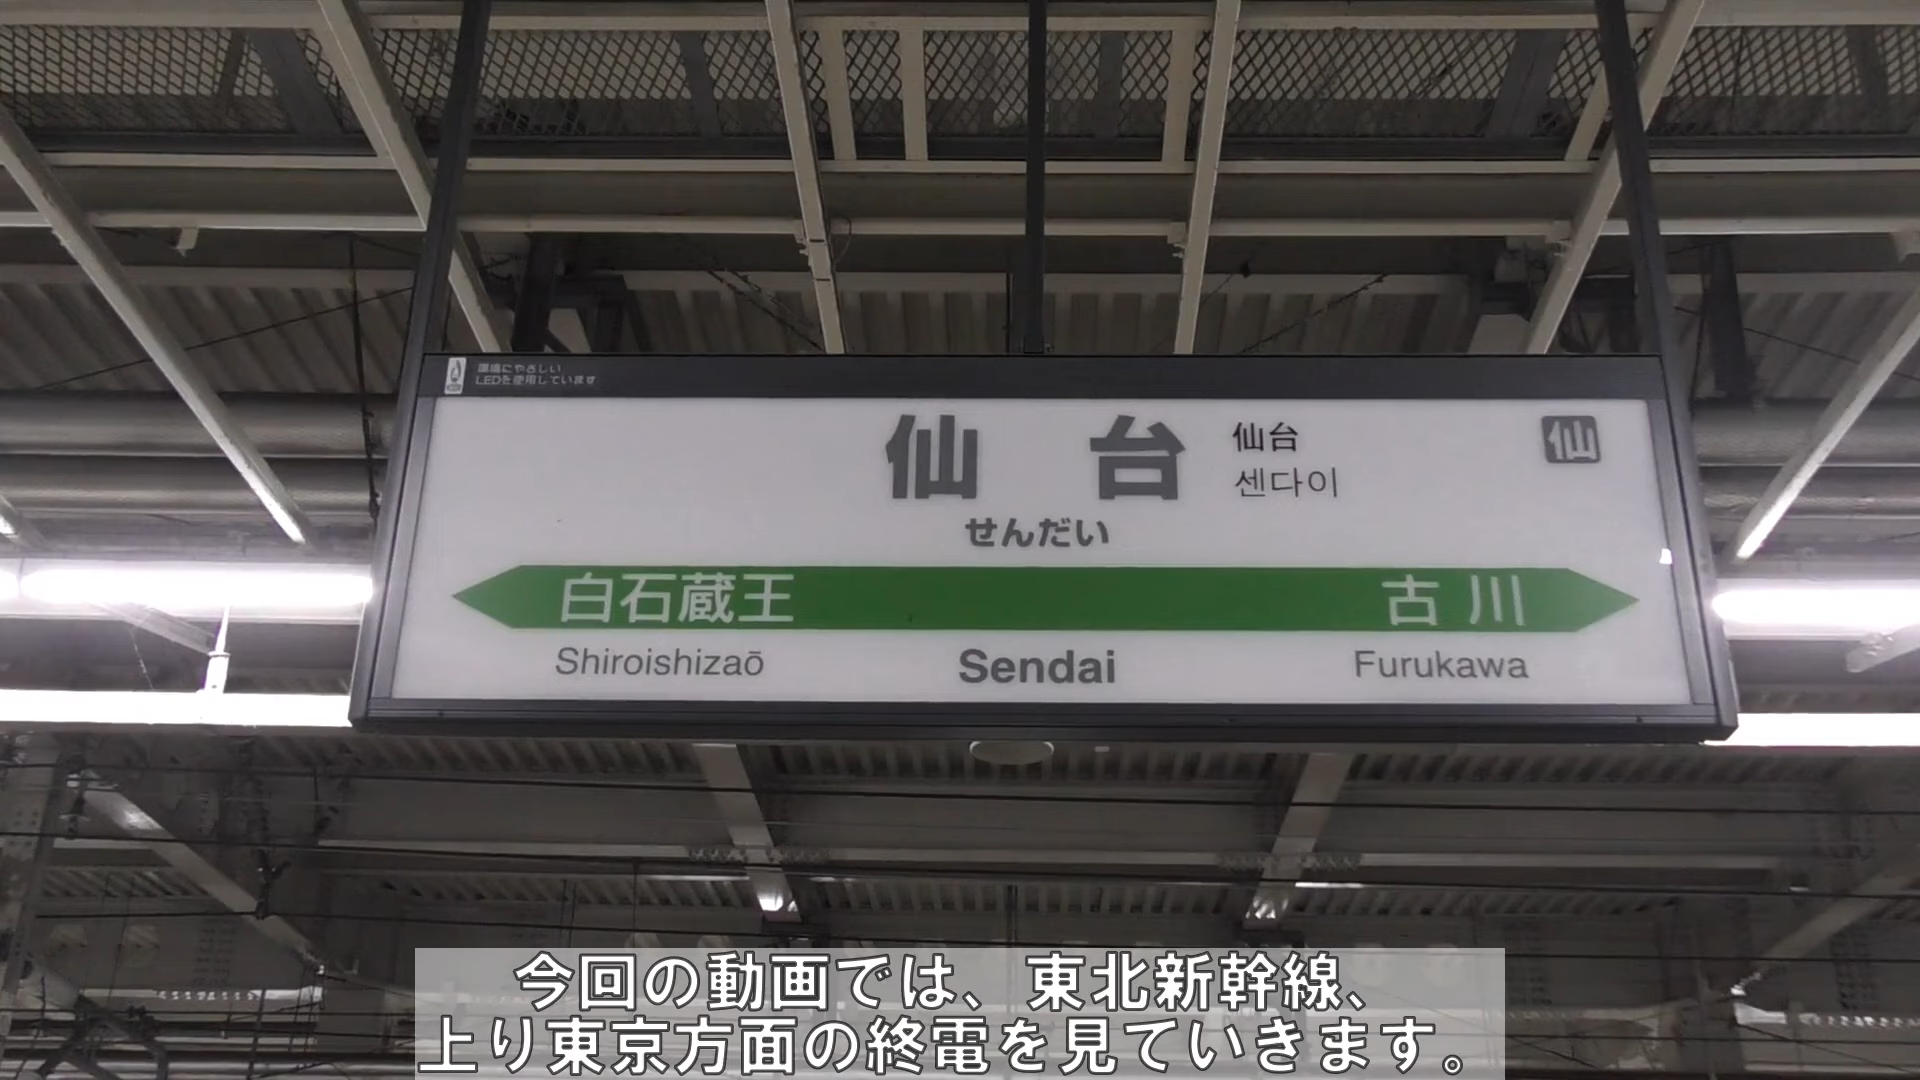 環境にやさしい
LEDを使用しています
仙台
仙台
센다이
仙
せんだい
白石蔵王
古川
Shiroishizaō
Sendai
Furukawa
今回の動画では、東北新幹線、
上り東京方面の終電を見ていきます。